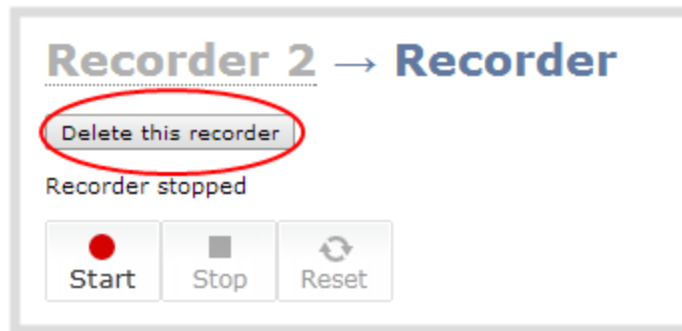 Recorder 2 → Recorder
Delete this recorder
Recorder stopped
Start Stop Reset